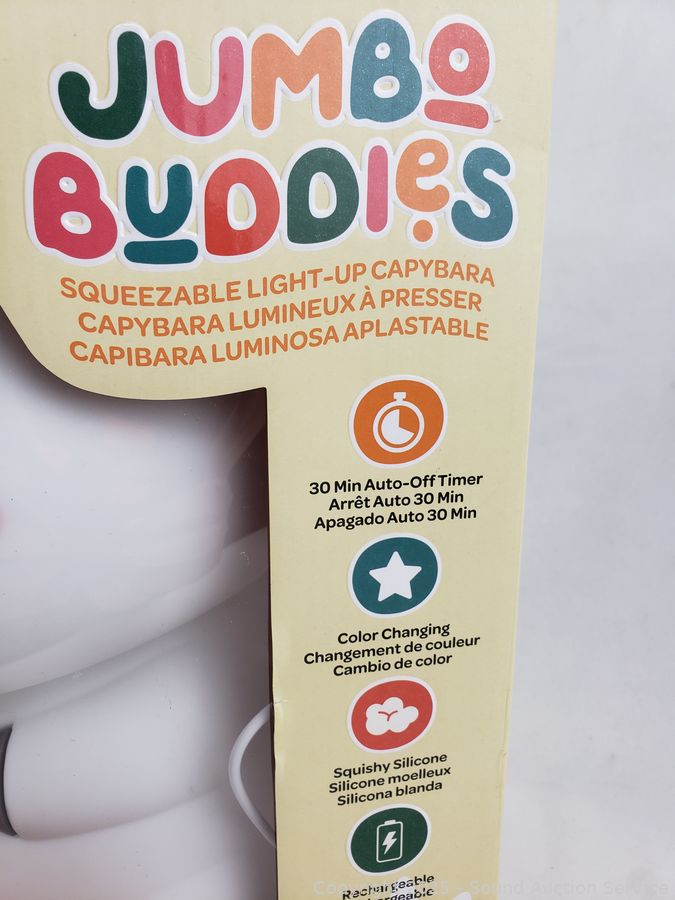 JUMBO
BUDDIES
SQUEEZABLE LIGHT-UP CAPYBARA
CAPYBARA LUMINEUX À PRESSER
CAPIBARA LUMINOSA APLASTABLE
30 Min Auto-Off Timer
Arrêt Auto 30 Min
Apagado Auto 30 Min
Color Changing
Changement de couleur
Cambio de color
Squishy Silicone
Silicone moelleux
Silicona blanda
Rechargeable
Sound Auction Service